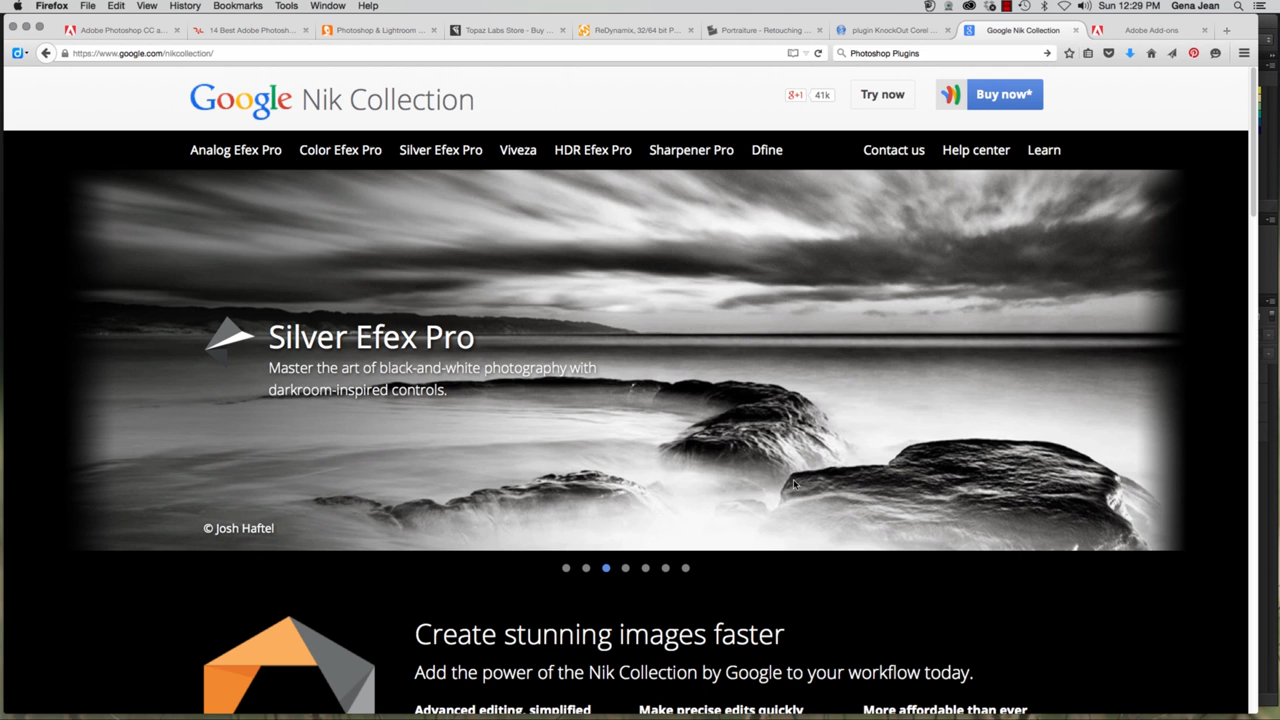 Firefox File Edit View History Bookmarks Tools Window Help Sun 12:29 PM Gena Jean
Adobe Photoshop CC a... 14 Best Adobe Photosh... Photoshop & Lightroom ... Topaz Labs Store - Buy ... ReDynamix, 32/64 bit P... Portraiture - Retouching ... plugin KnockOut Corel ... Google Nik Collection Adobe Add-ons
https://www.google.com/nikcollection/ Photoshop Plugins
Google Nik Collection g+1 41k Try now Buy now*
Analog Efex Pro Color Efex Pro Silver Efex Pro Viveza HDR Efex Pro Sharpener Pro Dfine Contact us Help center Learn
Silver Efex Pro
Master the art of black-and-white photography with
darkroom-inspired controls.
© Josh Haftel
Create stunning images faster
Add the power of the Nik Collection by Google to your workflow today.
Advanced editing, simplified Make precise edits quickly More affordable than ever